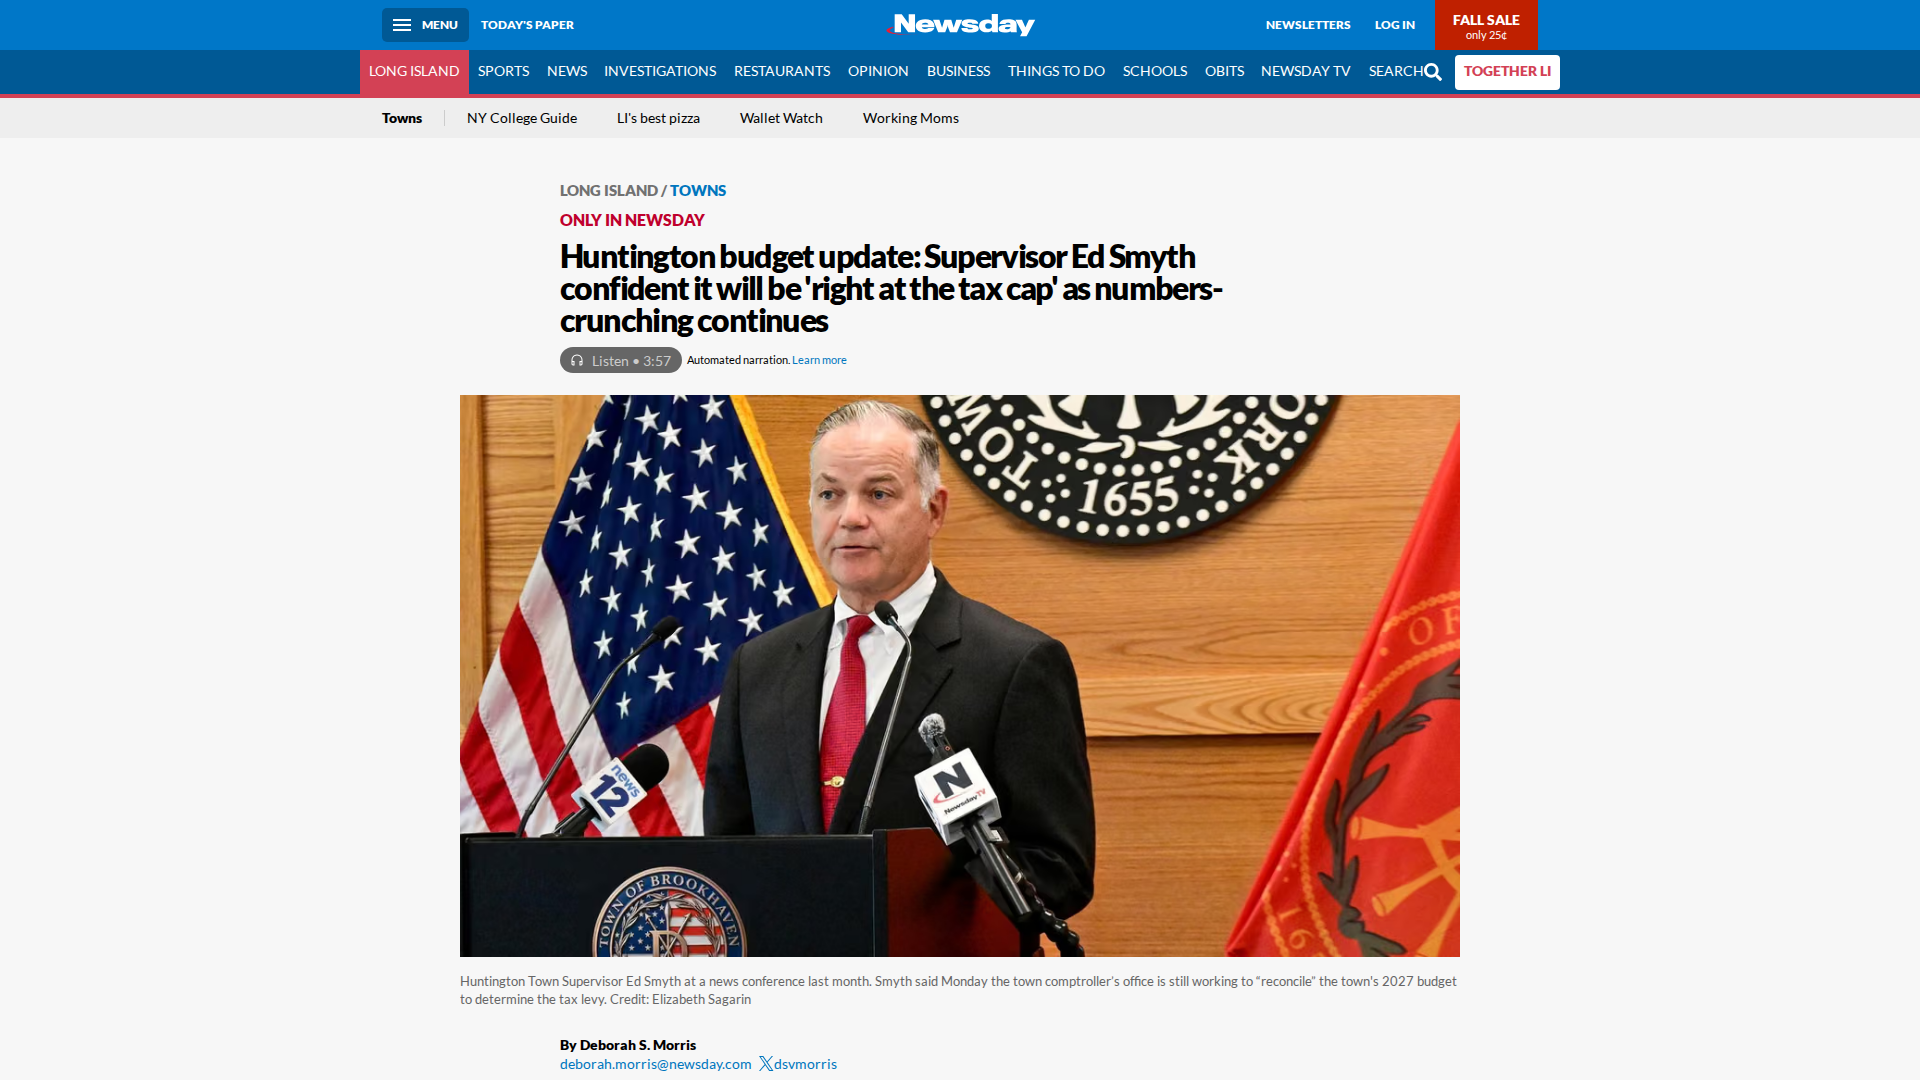 MENU
TODAY'S PAPER
Newsday
NEWSLETTERS
LOG IN
FALL SALE
only 25¢
LONG ISLAND
SPORTS
NEWS
INVESTIGATIONS
RESTAURANTS
OPINION
BUSINESS
THINGS TO DO
SCHOOLS
OBITS
NEWSDAY TV
SEARCH
TOGETHER LI
Towns
NY College Guide
LI's best pizza
Wallet Watch
Working Moms
LONG ISLAND / TOWNS
ONLY IN NEWSDAY
Huntington budget update: Supervisor Ed Smyth
confident it will be 'right at the tax cap' as numbers-
crunching continues
Listen • 3:57
Automated narration. Learn more
TOW
ORK
1655
OF
16
news
12
N
NewsdayTV
TOWN OF BROOKHAVEN
Huntington Town Supervisor Ed Smyth at a news conference last month. Smyth said Monday the town comptroller’s office is still working to “reconcile” the town's 2027 budget
to determine the tax levy. Credit: Elizabeth Sagarin
By Deborah S. Morris
deborah.morris@newsday.com
dsvmorris